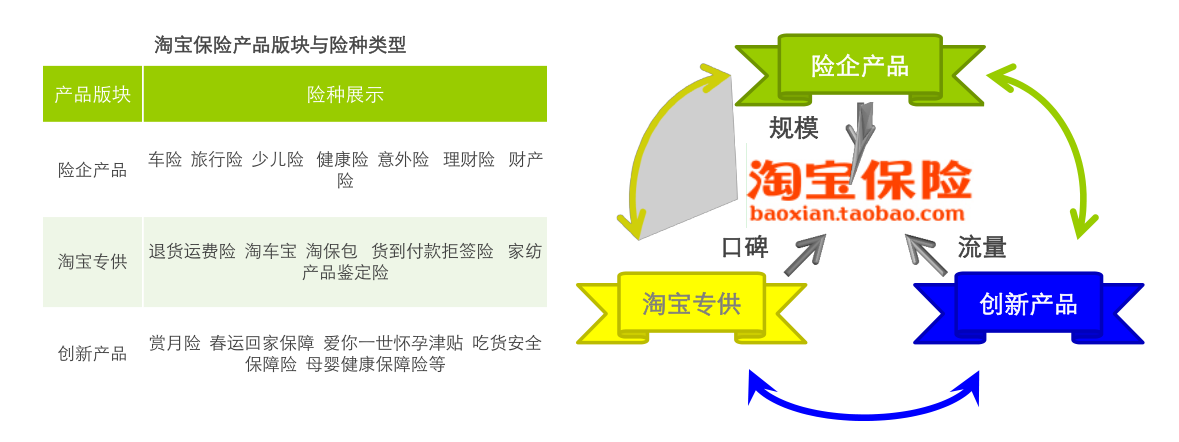 淘宝保险产品版块与险种类型
产品版块
险种展示
险企产品
车险 旅行险 少儿险 健康险 意外险 理财险 财产
险
淘宝专供
退货运费险 淘车宝 淘保包 货到付款拒签险 家纺
产品鉴定险
创新产品
赏月险 春运回家保障 爱你一世怀孕津贴 吃货安全
保障险 母婴健康保障险等
险企产品
规模
淘宝保险
baoxian.taobao.com
口碑
流量
淘宝专供
创新产品